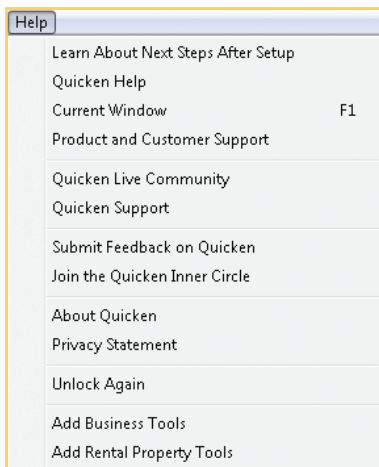 Help
Learn About Next Steps After Setup
Quicken Help
Current Window F1
Product and Customer Support
Quicken Live Community
Quicken Support
Submit Feedback on Quicken
Join the Quicken Inner Circle
About Quicken
Privacy Statement
Unlock Again
Add Business Tools
Add Rental Property Tools